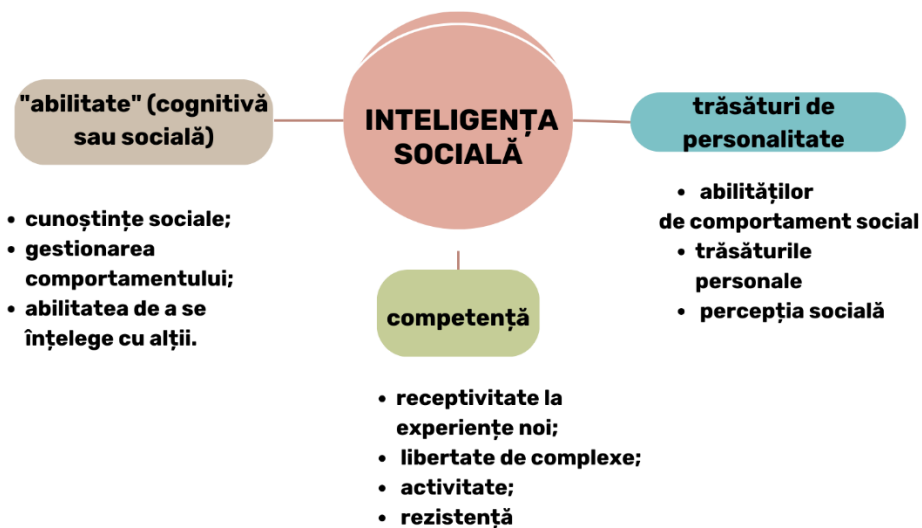 INTELIGENȚA
SOCIALĂ
"abilitate" (cognitivă
sau socială)
• cunoștințe sociale;
• gestionarea
comportamentului;
• abilitatea de a se
înțelege cu alții.
competență
• receptivitate la
experiențe noi;
• libertate de complexe;
• activitate;
• rezistență
trăsături de
personalitate
• abilităților
de comportament social
• trăsăturile
personale
• percepția socială